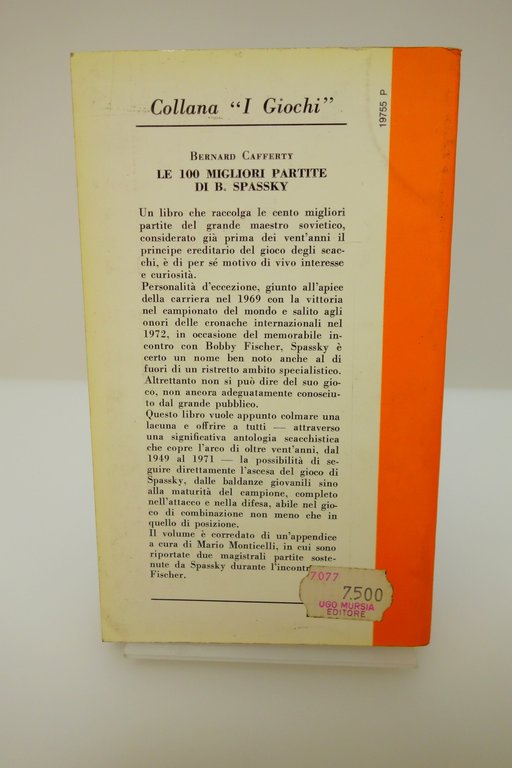 Collana "I Giochi"
19755 P
BERNARD CAFFERTY
LE 100 MIGLIORI PARTITE
DI B. SPASSKY
Un libro che raccolga le cento migliori
partite del grande maestro sovietico,
considerato già prima dei vent'anni il
principe ereditario del gioco degli scac-
chi, è di per sé motivo di vivo interesse
e curiosità.
Personalità d'eccezione, giunto all'apice
della carriera nel 1969 con la vittoria
nel campionato del mondo e salito agli
onori delle cronache internazionali nel
1972, in occasione del memorabile in-
contro con Bobby Fischer, Spassky è
certo un nome ben noto anche al di
fuori di un ristretto ambito specialistico.
Altrettanto non si può dire del suo gio-
co, non ancora adeguatamente conosciu-
to dal grande pubblico.
Questo libro vuole appunto colmare una
lacuna e offrire a tutti — attraverso
una significativa antologia scacchistica
che copre l'arco di oltre vent'anni, dal
1949 al 1971 — la possibilità di se-
guire direttamente l'ascesa del gioco di
Spassky, dalle baldanze giovanili sino
alla maturità del campione, completo
nell'attacco e nella difesa, abile nel gio-
co di combinazione non meno che in
quello di posizione.
Il volume è corredato di un'appendice
a cura di Mario Monticelli, in cui sono
riportate due magistrali partite soste-
nute da Spassky durante l'incont
Fischer.
7077
7.500
UGO MURSIA
EDITORE